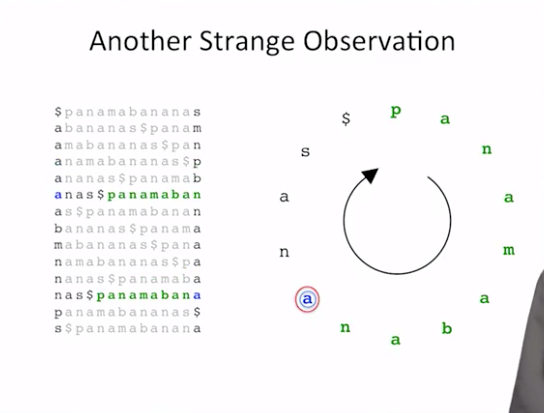 Another Strange Observation
$panamabananas
abananas$panam
amabananas$pan
anamabananas$p
ananas$panamab
anas$panamaban
as$panamabanan
bananas$panama
mabananas$pana
namabananas$pa
nanas$panamaba
nas$panamabana
panamabananas$
s$panamabanana
p
a
n
a
m
a
b
a
n
a
n
a
s
$